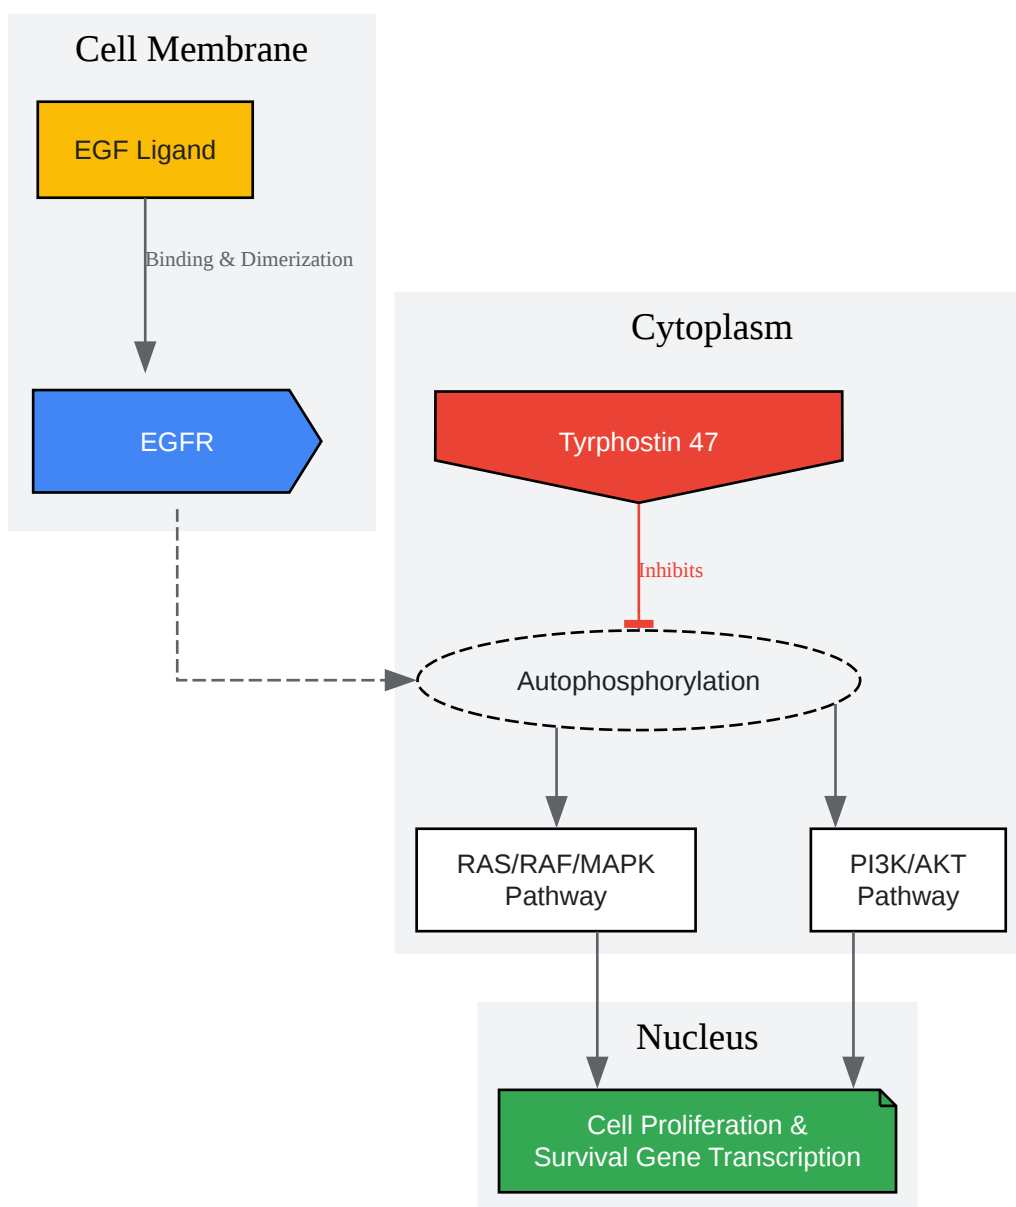 Cell Membrane
EGF Ligand
Binding & Dimerization
EGFR
Cytoplasm
Tyrphostin 47
Inhibits
Autophosphorylation
RAS/RAF/MAPK
Pathway
PI3K/AKT
Pathway
Nucleus
Cell Proliferation &
Survival Gene Transcription